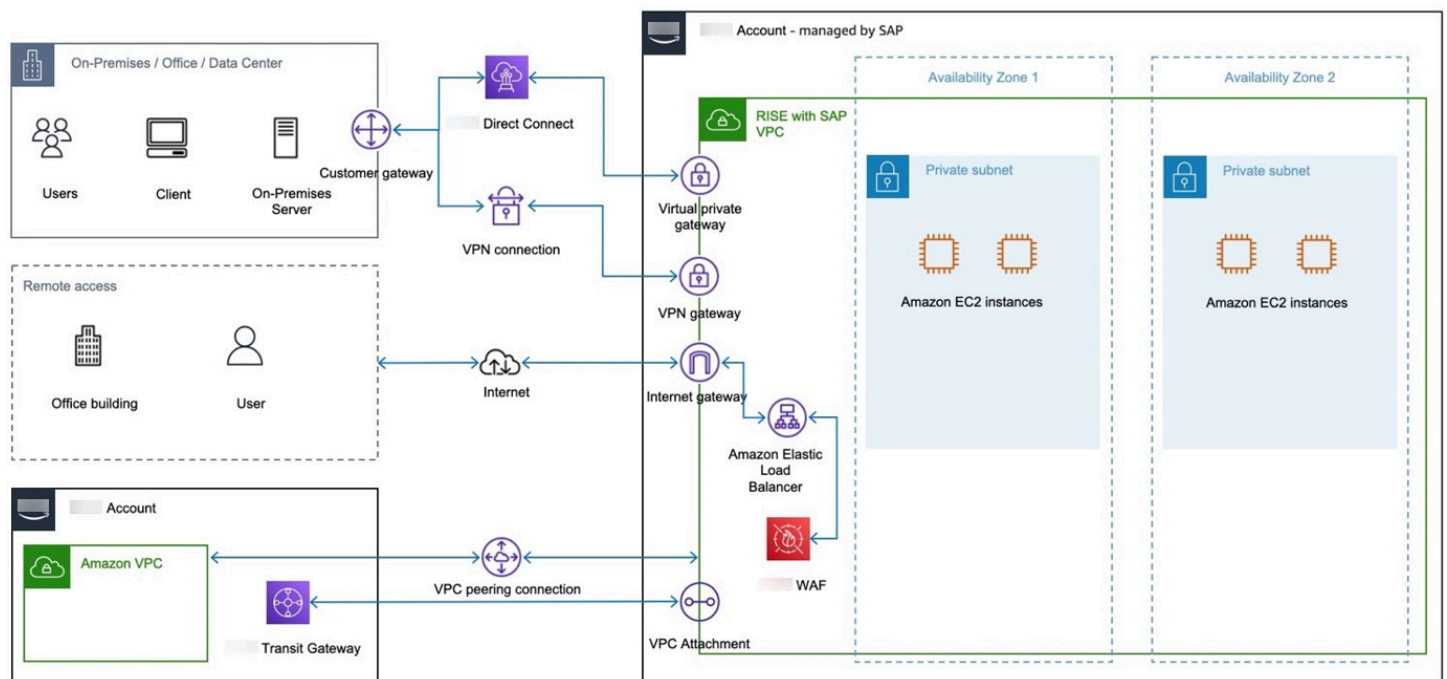 Account - managed by SAP
On-Premises / Office / Data Center
Users
Client
On-Premises
Server
Customer gateway
Direct Connect
VPN connection
Availability Zone 1
Availability Zone 2
RISE with SAP
VPC
Private subnet
Private subnet
Virtual private
gateway
VPN gateway
Amazon EC2 instances
Amazon EC2 instances
Remote access
Office building
User
Internet
Internet gateway
Amazon Elastic
Load
Balancer
WAF
Account
Amazon VPC
Transit Gateway
VPC peering connection
VPC Attachment